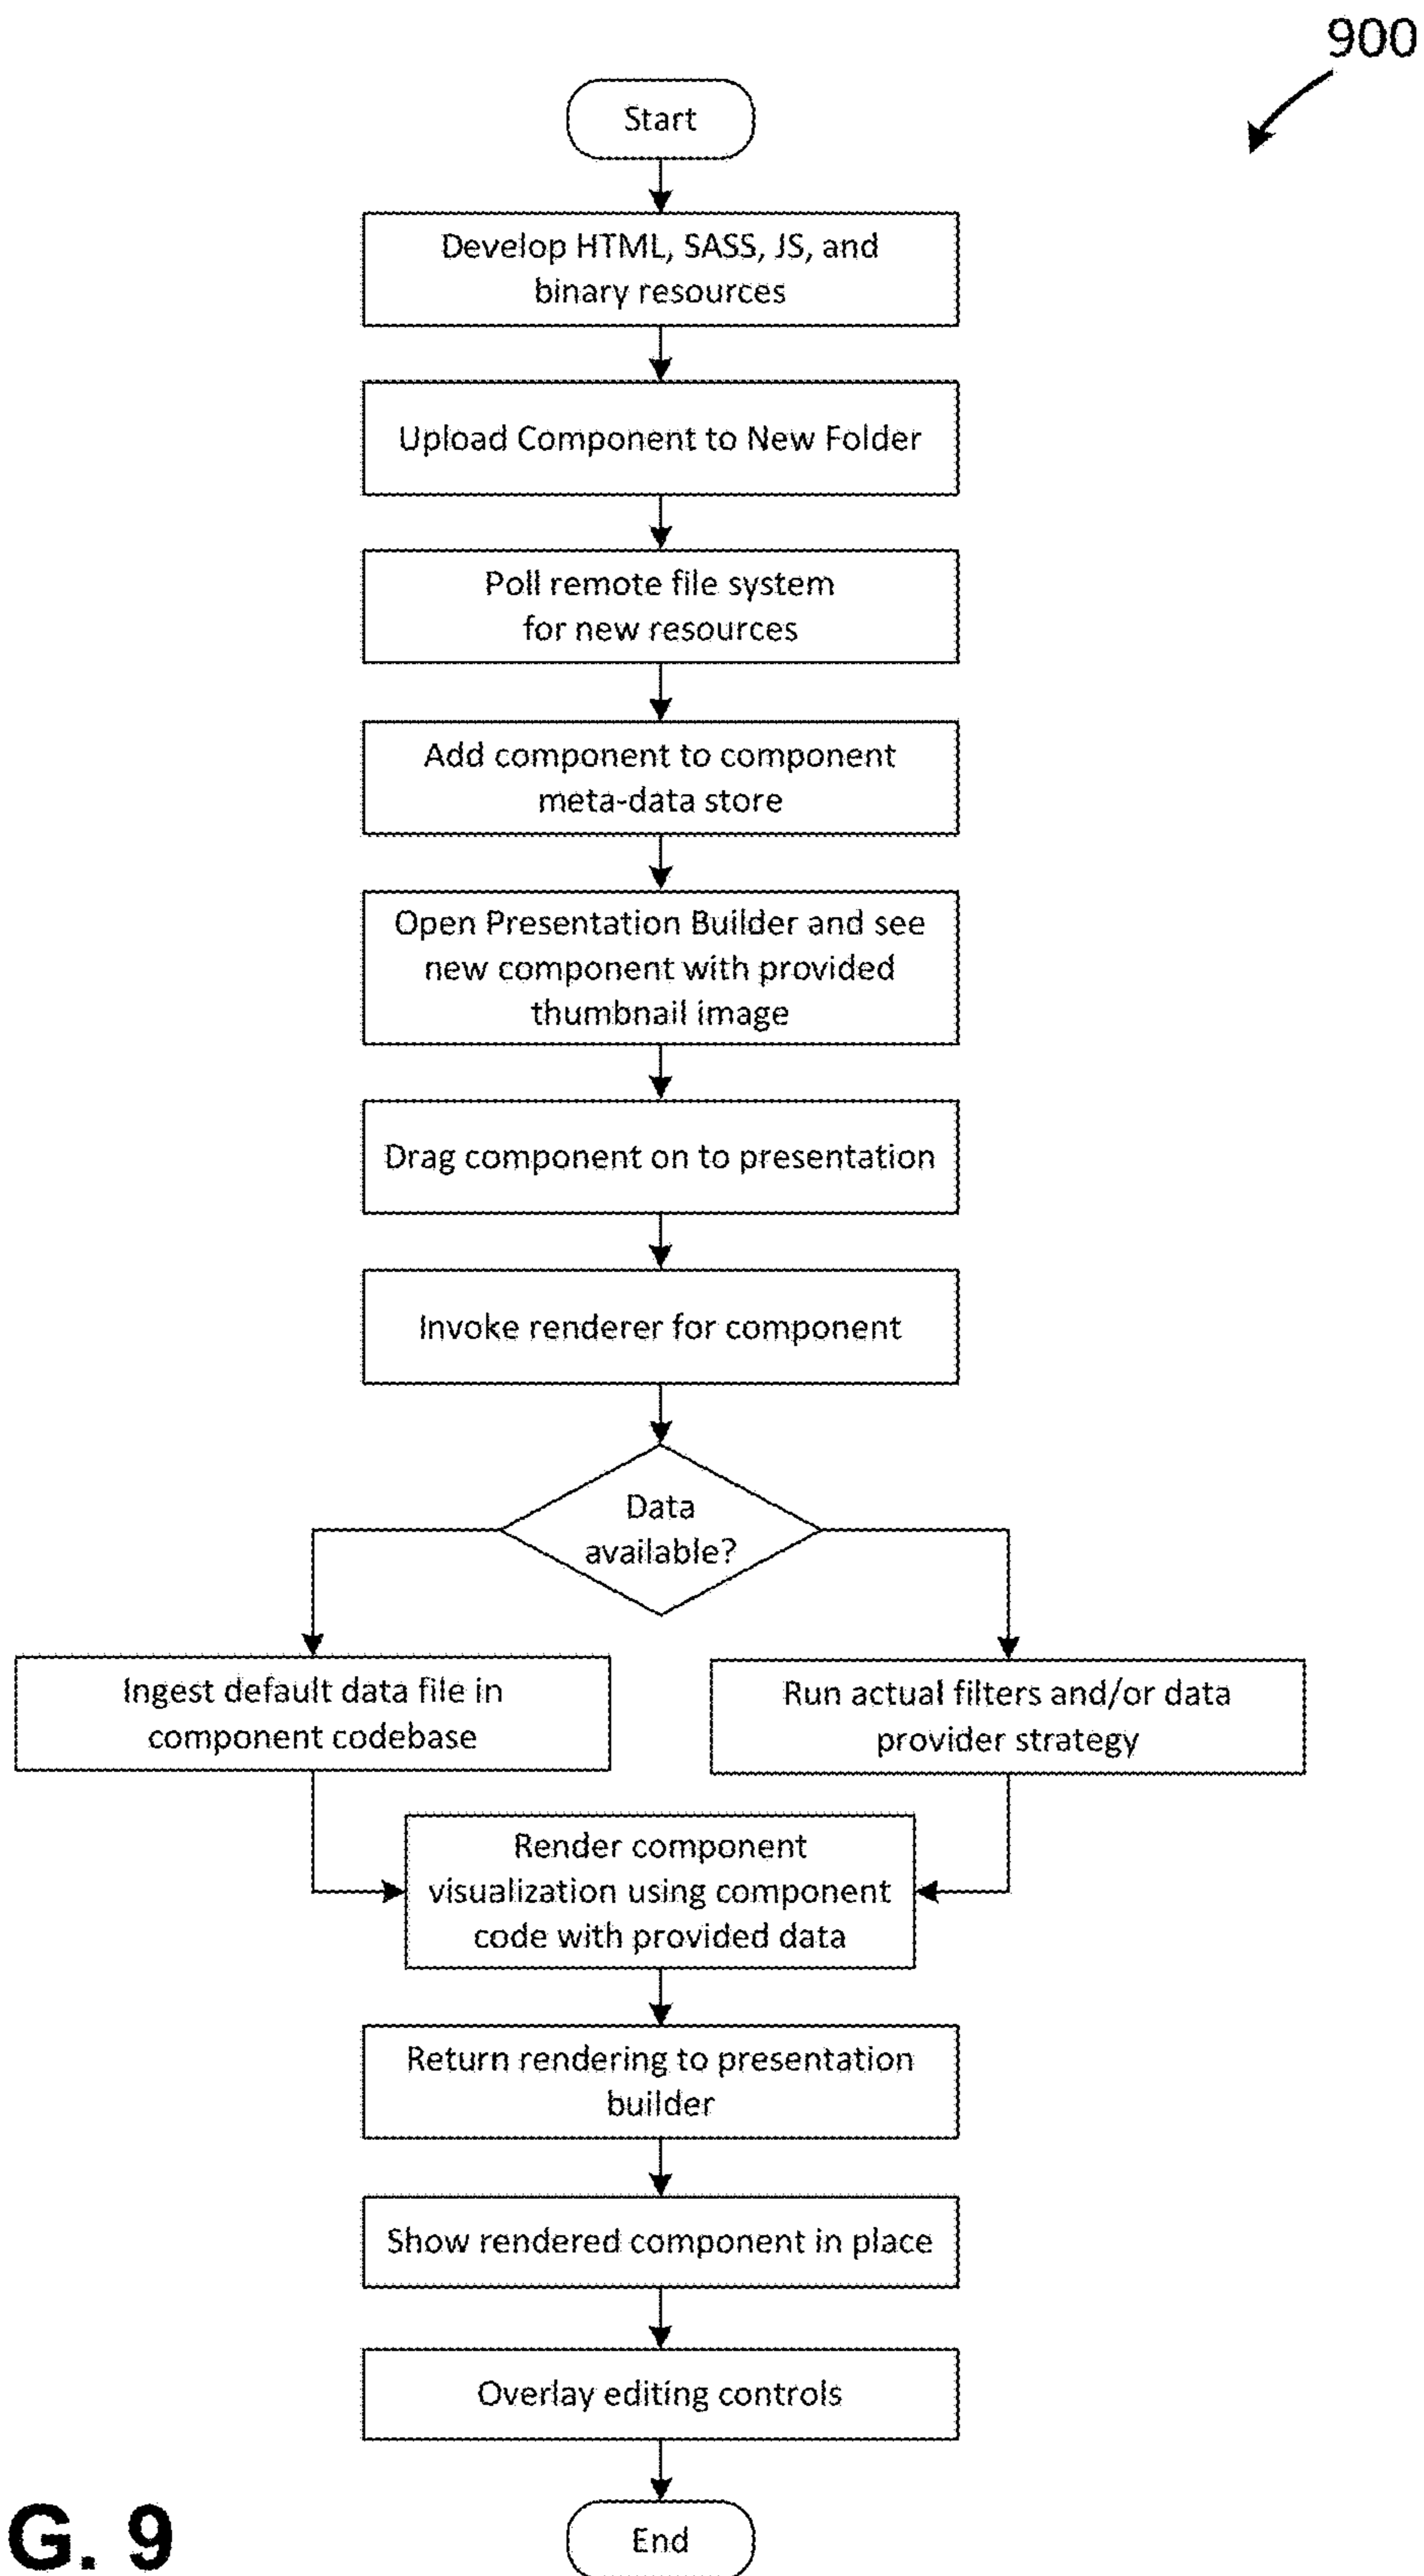 900
Start
Develop HTML, SASS, JS, and
binary resources
Upload Component to New Folder
Poll remote file system
for new resources
Add component to component
meta-data store
Open Presentation Builder and see
new component with provided
thumbnail image
Drag component on to presentation
Invoke renderer for component
Data
available?
Ingest default data file in
component codebase
Run actual filters and/or data
provider strategy
Render component
visualization using component
code with provided data
Return rendering to presentation
builder
Show rendered component in place
Overlay editing controls
End
G. 9